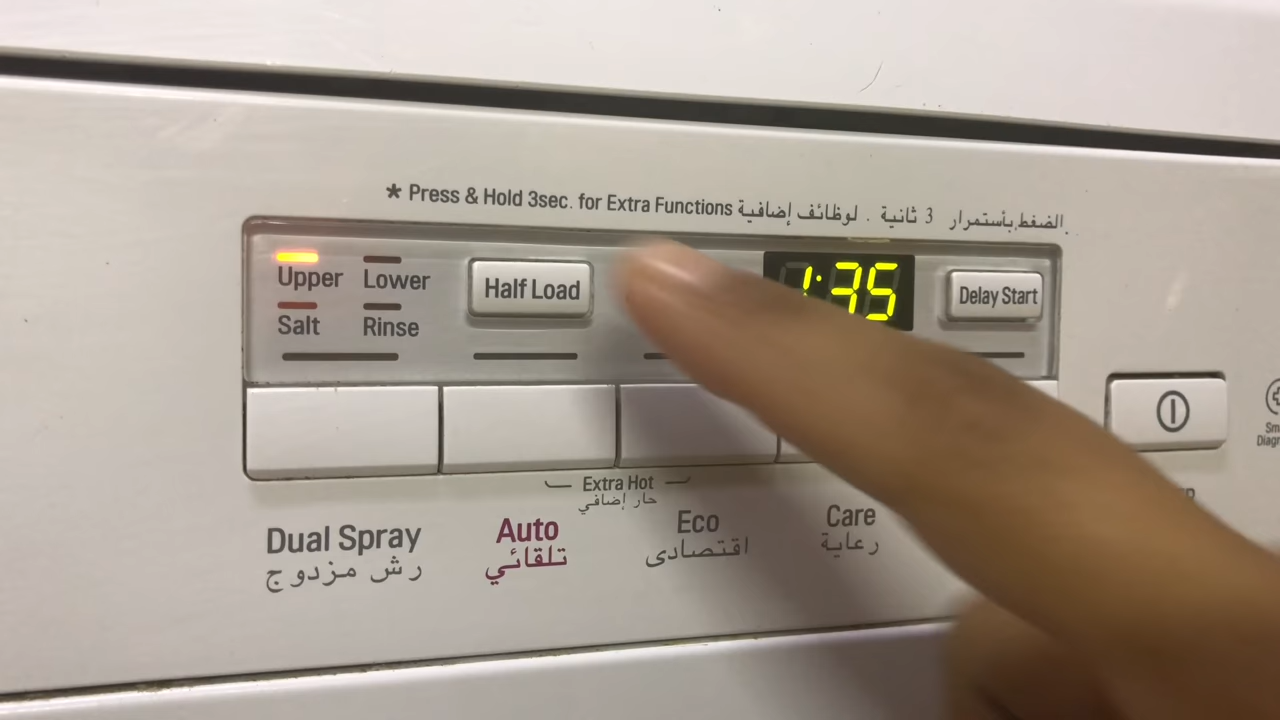 * Press & Hold 3sec. for Extra Functions الضغط بأستمرار 3 ثانية . لوظائف إضافية
Upper Lower
Half Load
1:35
Delay Start
Salt Rinse
Extra Hot
حار إضافي
Dual Spray
رش مزدوج
Auto
تلقائي
Eco
اقتصادى
Care
رعاية